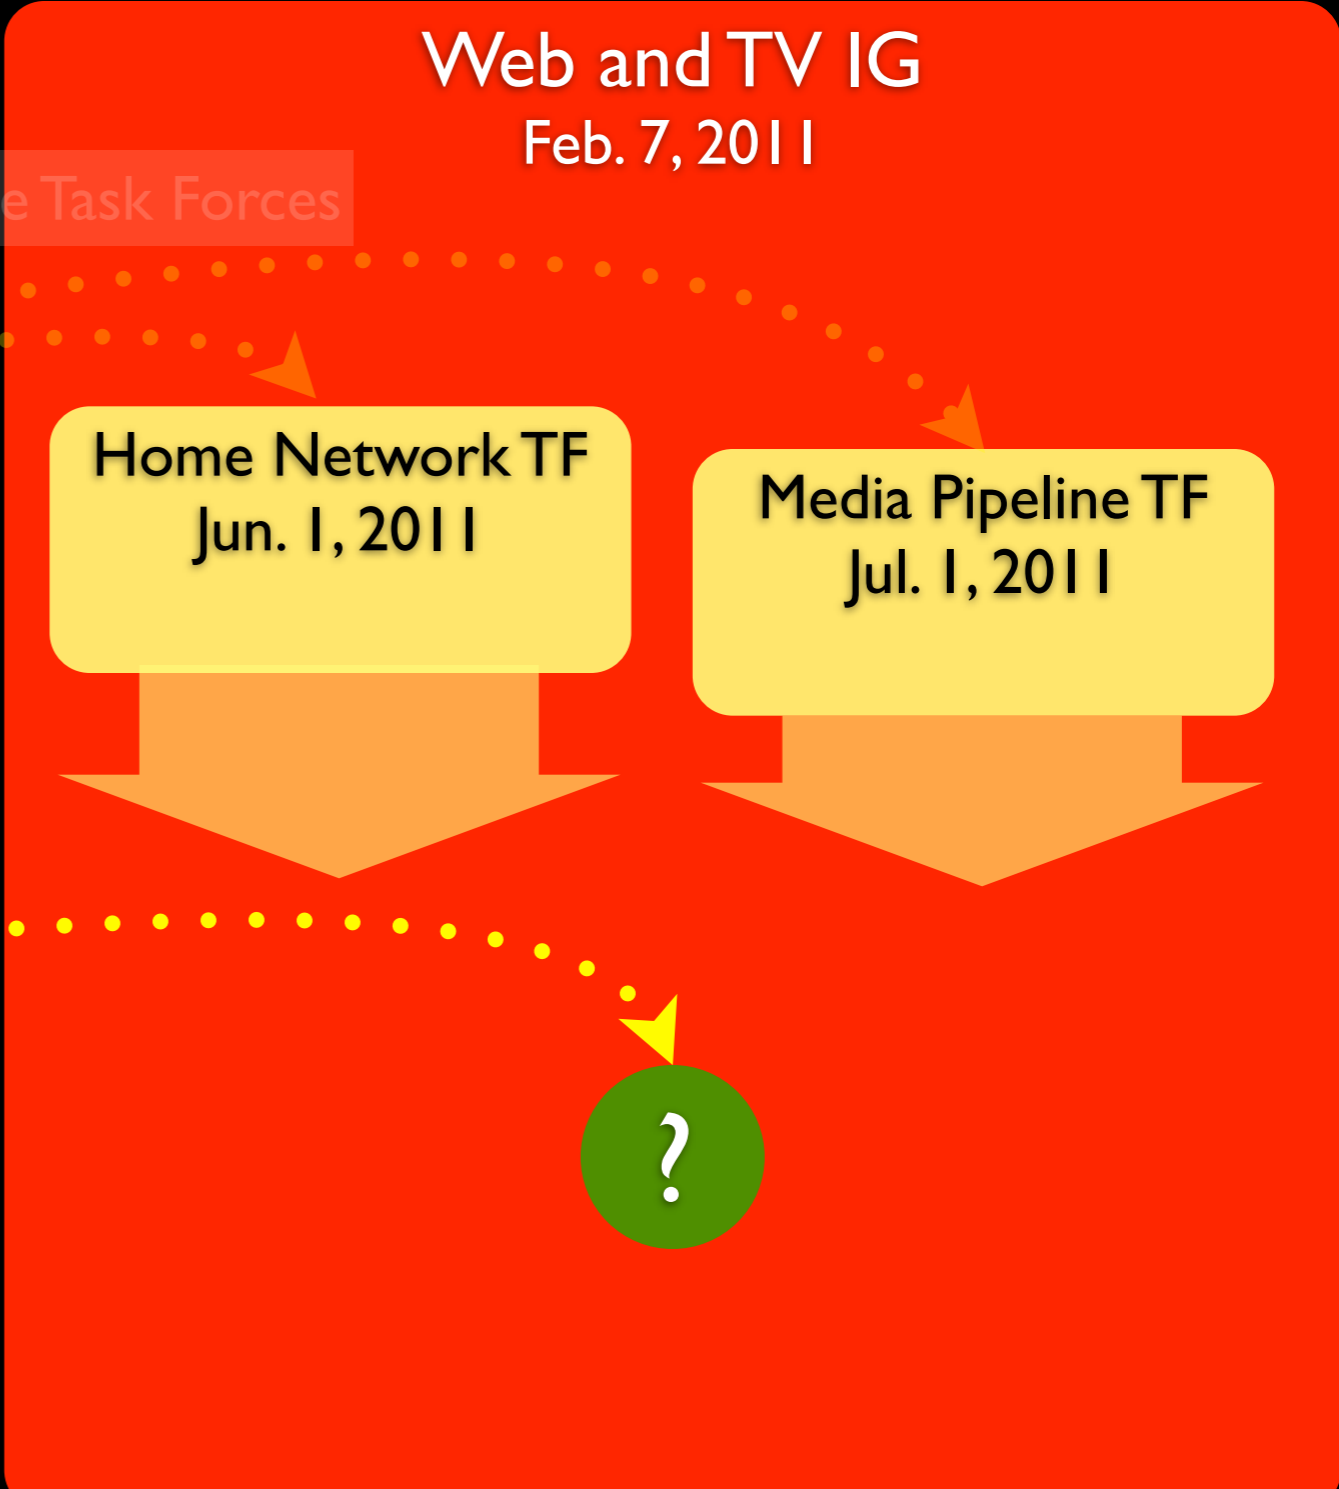 Web and TV IG
Feb. 7, 2011
e Task Forces
Home Network TF
Jun. 1, 2011
Media Pipeline TF
Jul. 1, 2011
?